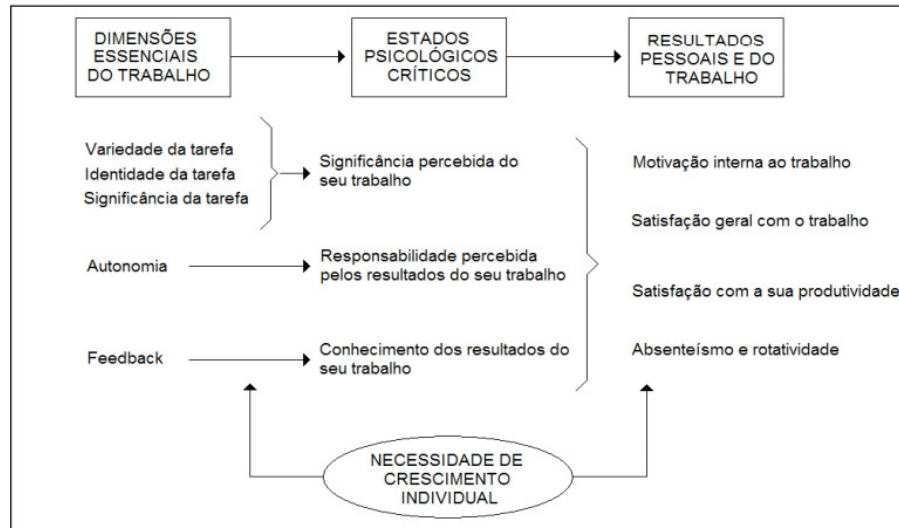 DIMENSÕES
ESSENCIAIS
DO TRABALHO
ESTADOS
PSICOLÓGICOS
CRÍTICOS
RESULTADOS
PESSOAIS E DO
TRABALHO
Variedade da tarefa
Identidade da tarefa
Significância da tarefa
Significância percebida do
seu trabalho
Motivação interna ao trabalho
Satisfação geral com o trabalho
Autonomia
Responsabilidade percebida
pelos resultados do seu trabalho
Satisfação com a sua produtividade
Feedback
Conhecimento dos resultados do
seu trabalho
Absenteísmo e rotatividade
NECESSIDADE DE
CRESCIMENTO
INDIVIDUAL